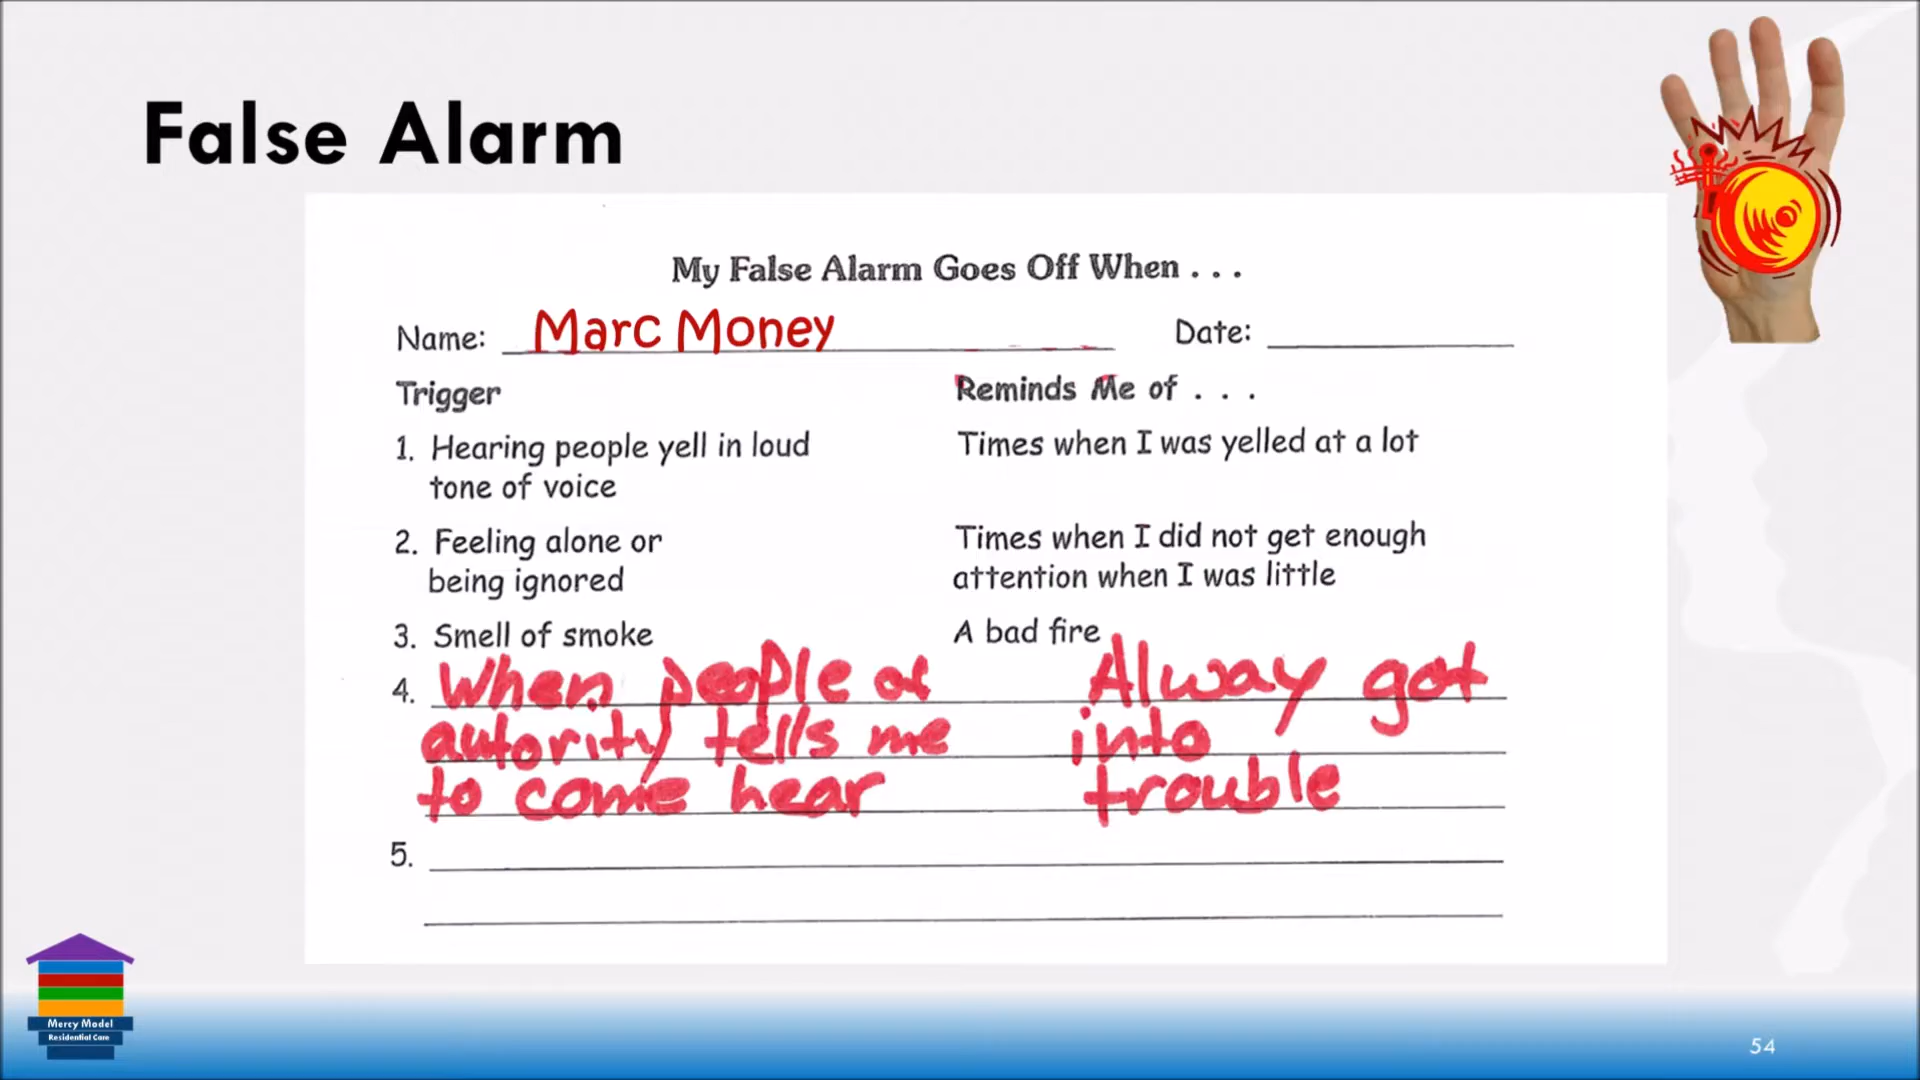 False Alarm
My False Alarm Goes Off When . . .
Name: Marc Money Date:
Trigger Reminds Me of . . .
1. Hearing people yell in loud Times when I was yelled at a lot
tone of voice
2. Feeling alone or Times when I did not get enough
being ignored attention when I was little
3. Smell of smoke A bad fire
4. When people of Alway got
autority tells me into
to come hear trouble
5.
Mercy Model
Residential Care
54